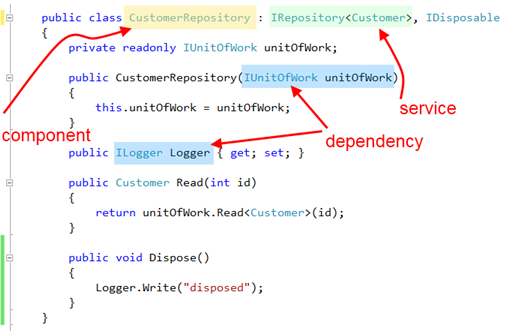 public class CustomerRepository : IRepository<Customer>, IDisposable
{
private readonly IUnitOfWork unitOfWork;
public CustomerRepository(IUnitOfWork unitOfWork)
{
this.unitOfWork = unitOfWork;
}
service
component
dependency
public ILogger Logger { get; set; }
public Customer Read(int id)
{
return unitOfWork.Read<Customer>(id);
}
public void Dispose()
{
Logger.Write("disposed");
}
}